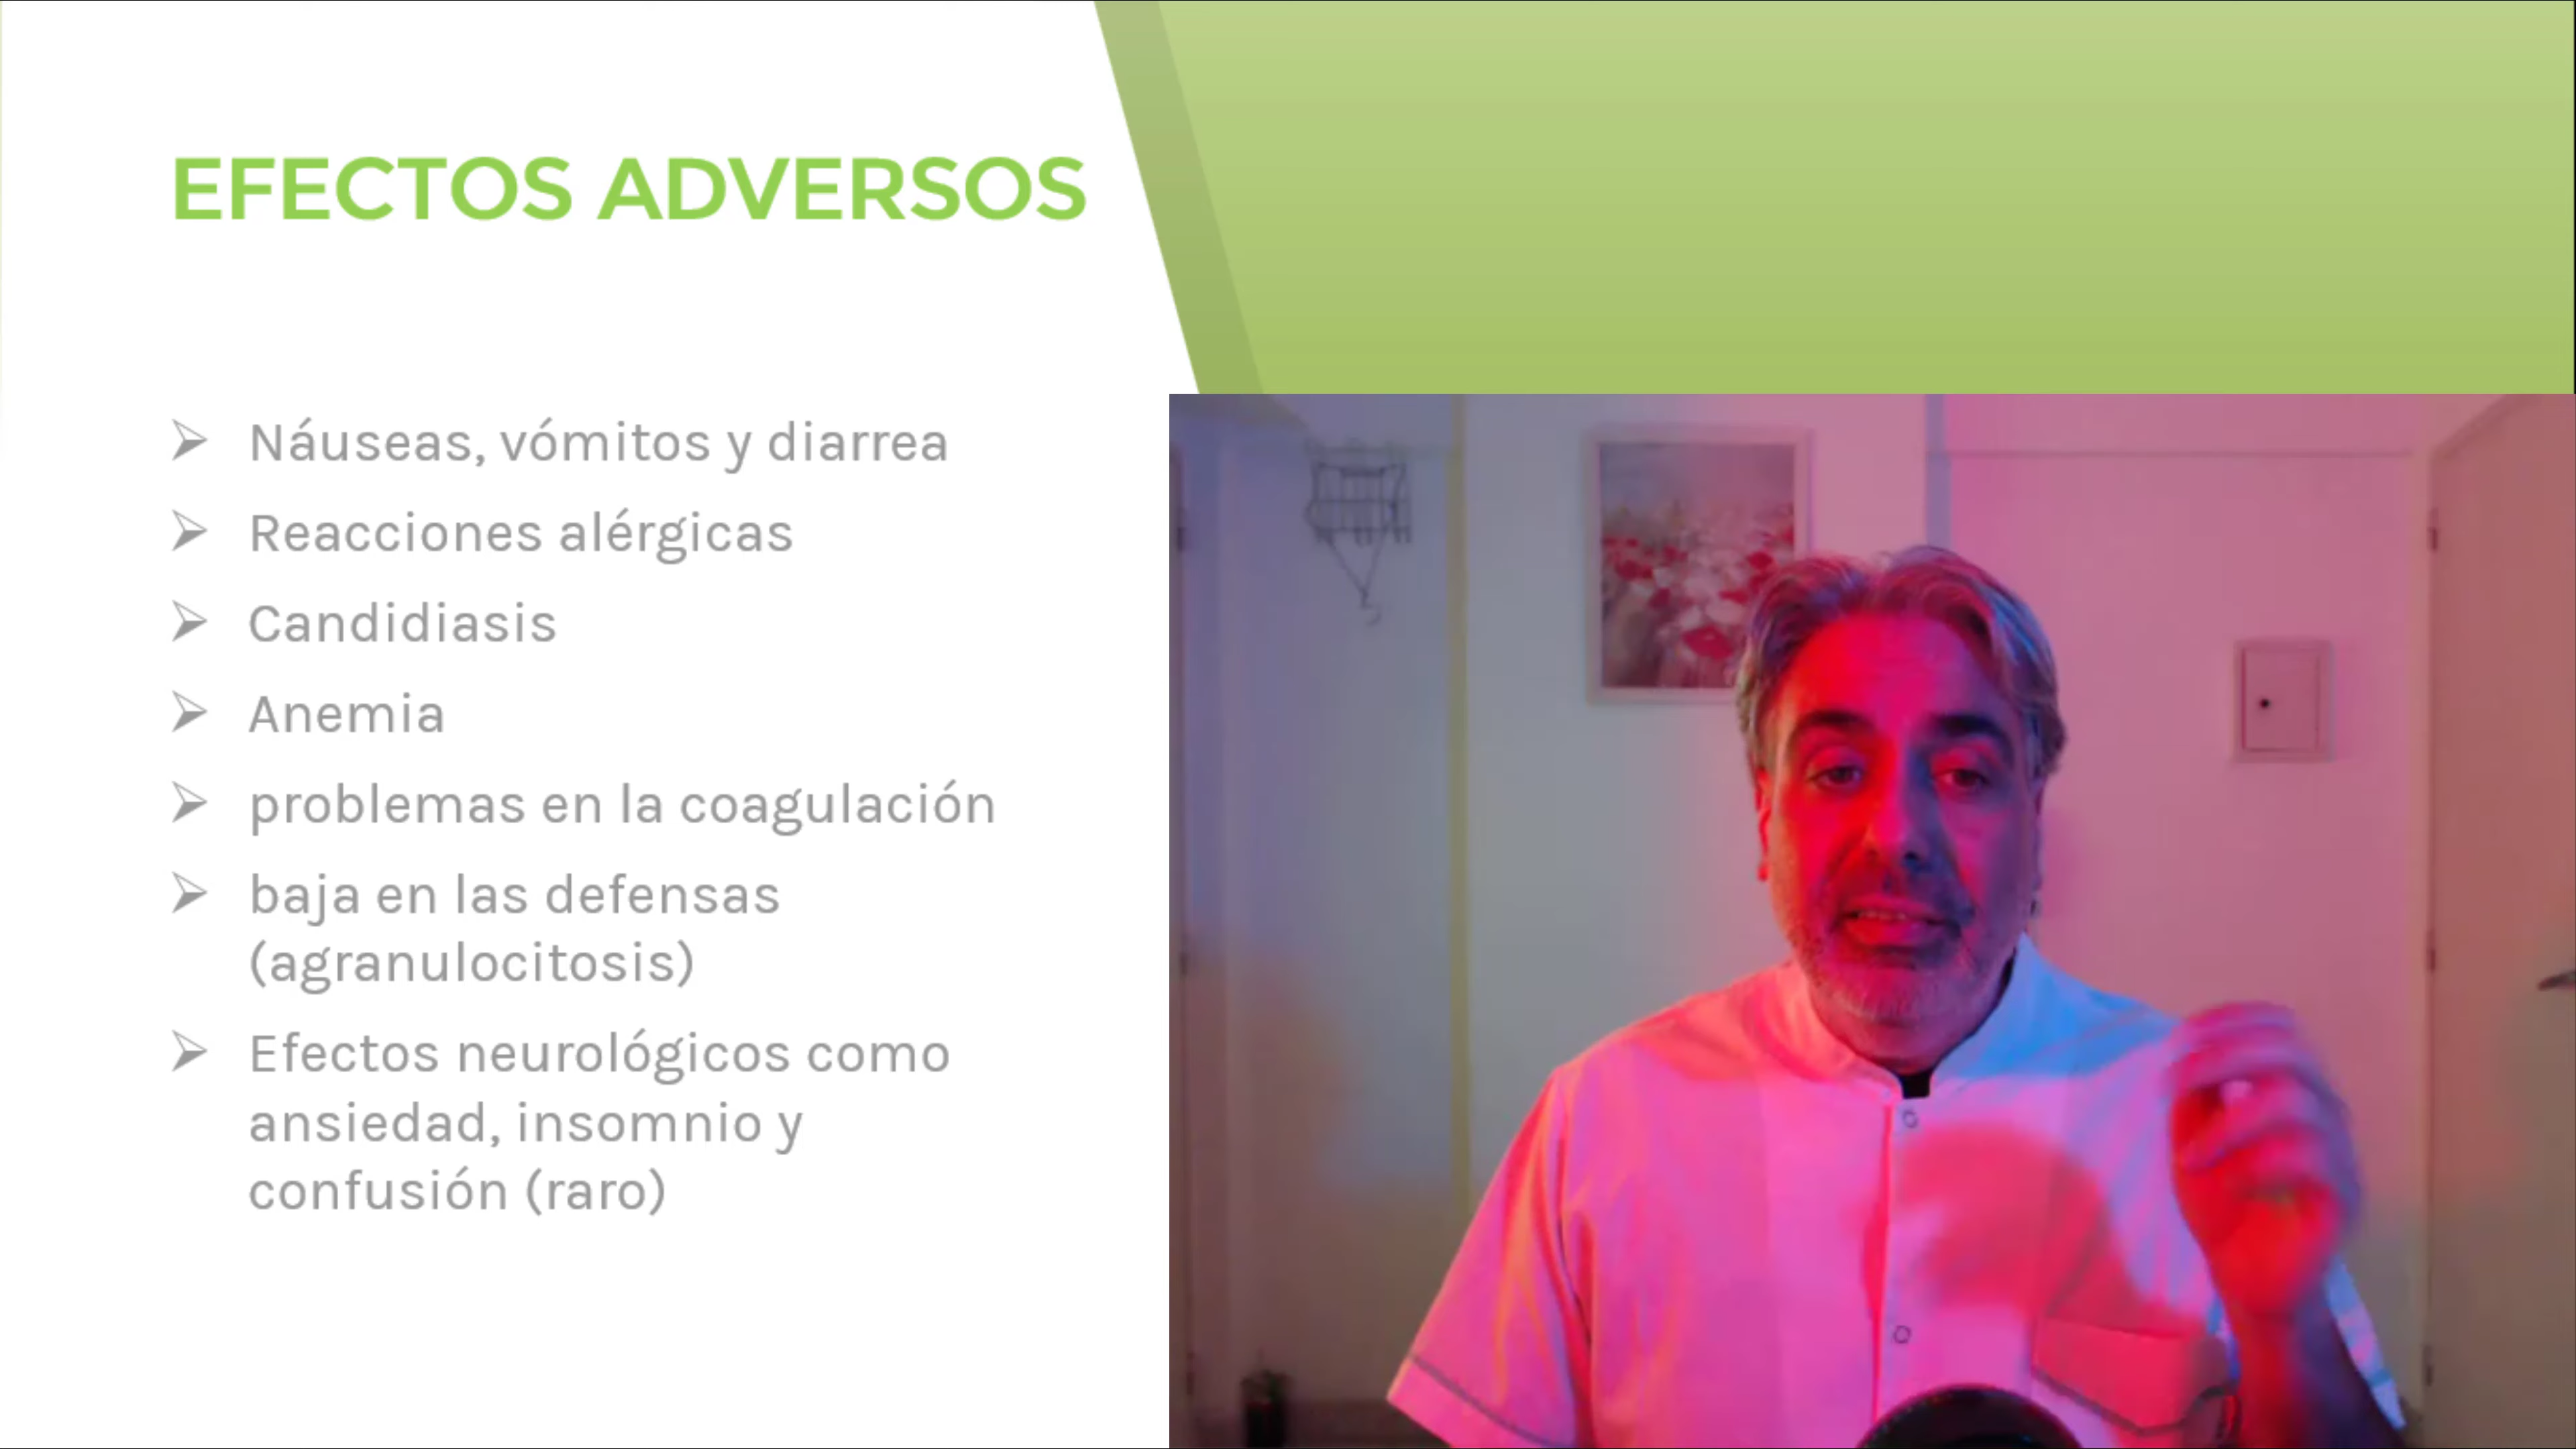 EFECTOS ADVERSOS
Náuseas, vómitos y diarrea
Reacciones alérgicas
Candidiasis
Anemia
problemas en la coagulación
baja en las defensas
(agranulocitosis)
Efectos neurológicos como
ansiedad, insomnio y
confusión (raro)